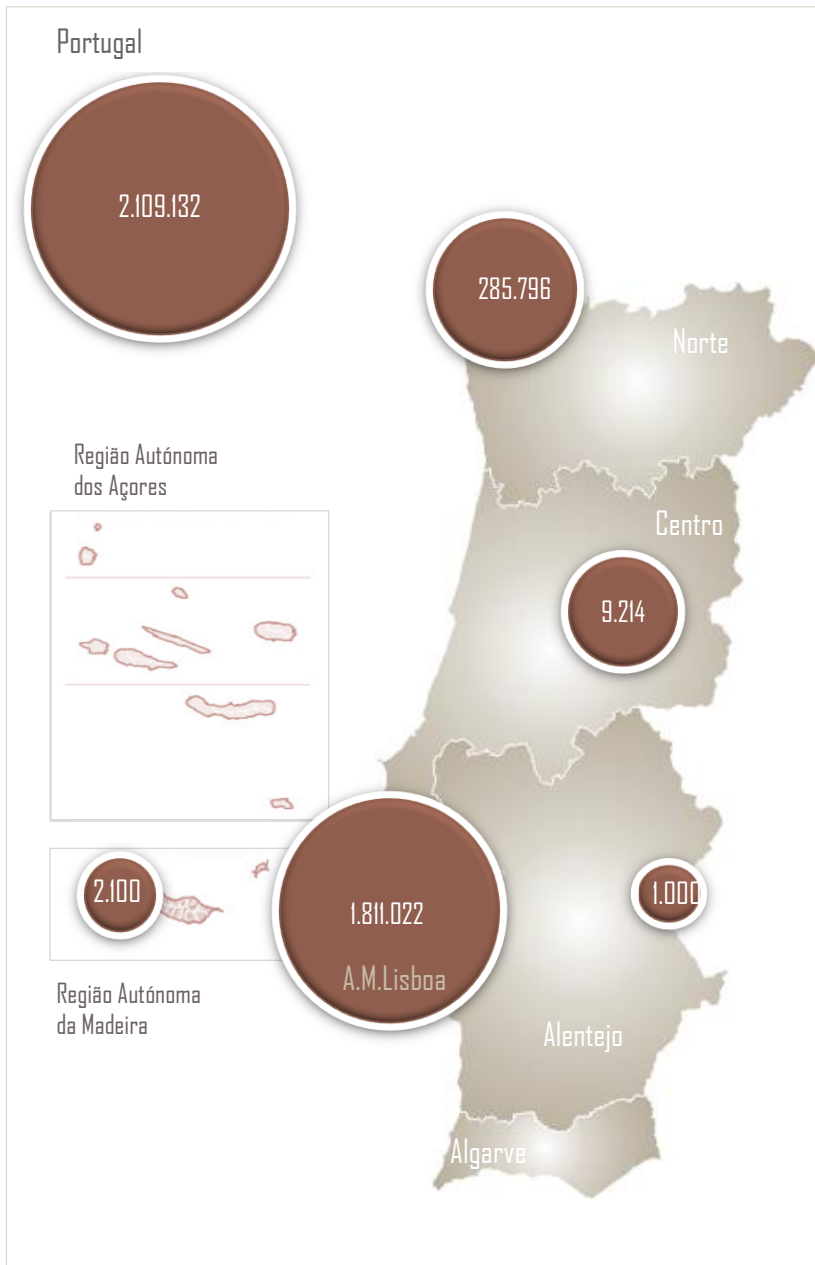 Portugal
2.109.132
285.796
Norte
Região Autónoma
dos Açores
Centro
9.214
2.100
1.811.022
1.000
A.M.Lisboa
Região Autónoma
da Madeira
Alentejo
Algarve